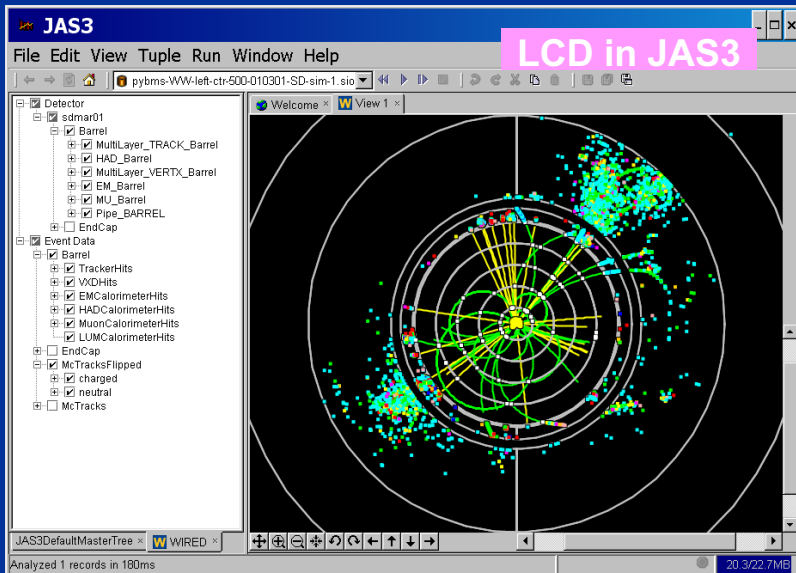 JAS3
File Edit View Tuple Run Window Help
LCD in JAS3
pybms-WW-left-ctr-500-010301-SD-sim-1.sio
Detector
sdmar01
Barrel
MultiLayer_TRACK_Barrel
HAD_Barrel
MultiLayer_VERTX_Barrel
EM_Barrel
MU_Barrel
Pipe_BARREL
EndCap
Event Data
Barrel
TrackerHits
VXDHits
EMCalorimeterHits
HADCalorimeterHits
MuonCalorimeterHits
LUMCalorimeterHits
EndCap
McTracksFlipped
charged
neutral
McTracks
JAS3DefaultMasterTree × W WIRED ×
Welcome × W View 1 ×
Analyzed 1 records in 180ms
20.3/22.7MB